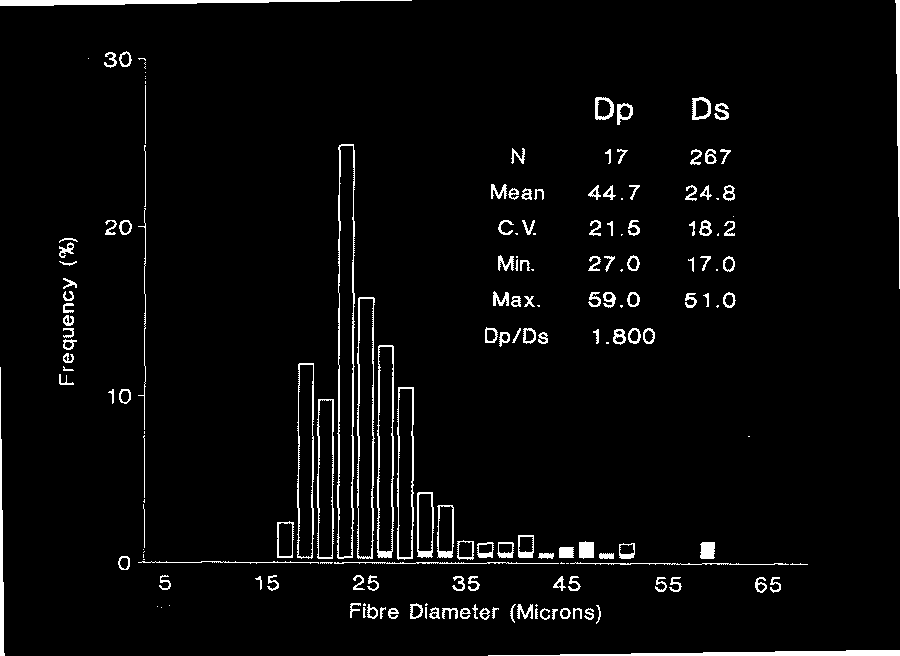 30
20
10
0
Frequency (%)
Dp Ds
N 17 267
Mean 44.7 24.8
C.V. 21.5 18.2
Min. 27.0 17.0
Max. 59.0 51.0
Dp/Ds 1.800
5 15 25 35 45 55 65
Fibre Diameter (Microns)